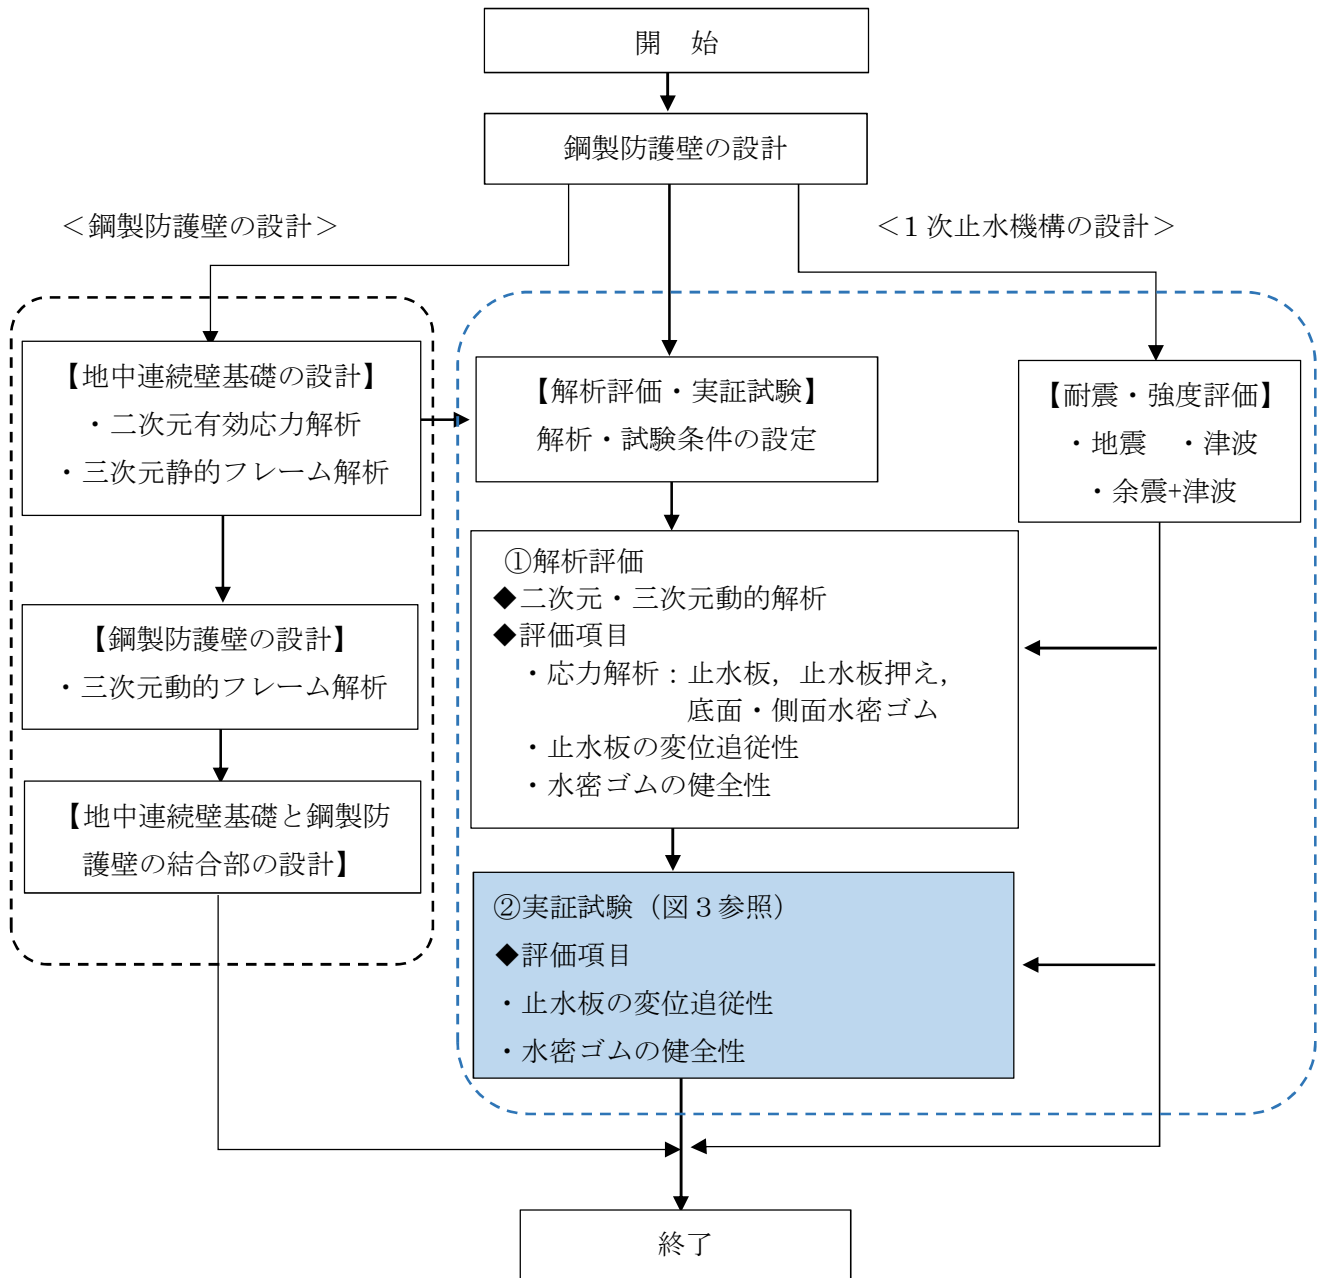 開　始
鋼製防護壁の設計
＜鋼製防護壁の設計＞
＜1 次止水機構の設計＞
【地中連続壁基礎の設計】
・二次元有効応力解析
・三次元静的フレーム解析
【鋼製防護壁の設計】
・三次元動的フレーム解析
【地中連続壁基礎と鋼製防
護壁の結合部の設計】
【解析評価・実証試験】
解析・試験条件の設定
①解析評価
◆二次元・三次元動的解析
◆評価項目
・応力解析：止水板，止水板押え，
底面・側面水密ゴム
・止水板の変位追従性
・水密ゴムの健全性
②実証試験（図３参照）
◆評価項目
・止水板の変位追従性
・水密ゴムの健全性
【耐震・強度評価】
・地震　・津波
・余震+津波
終了